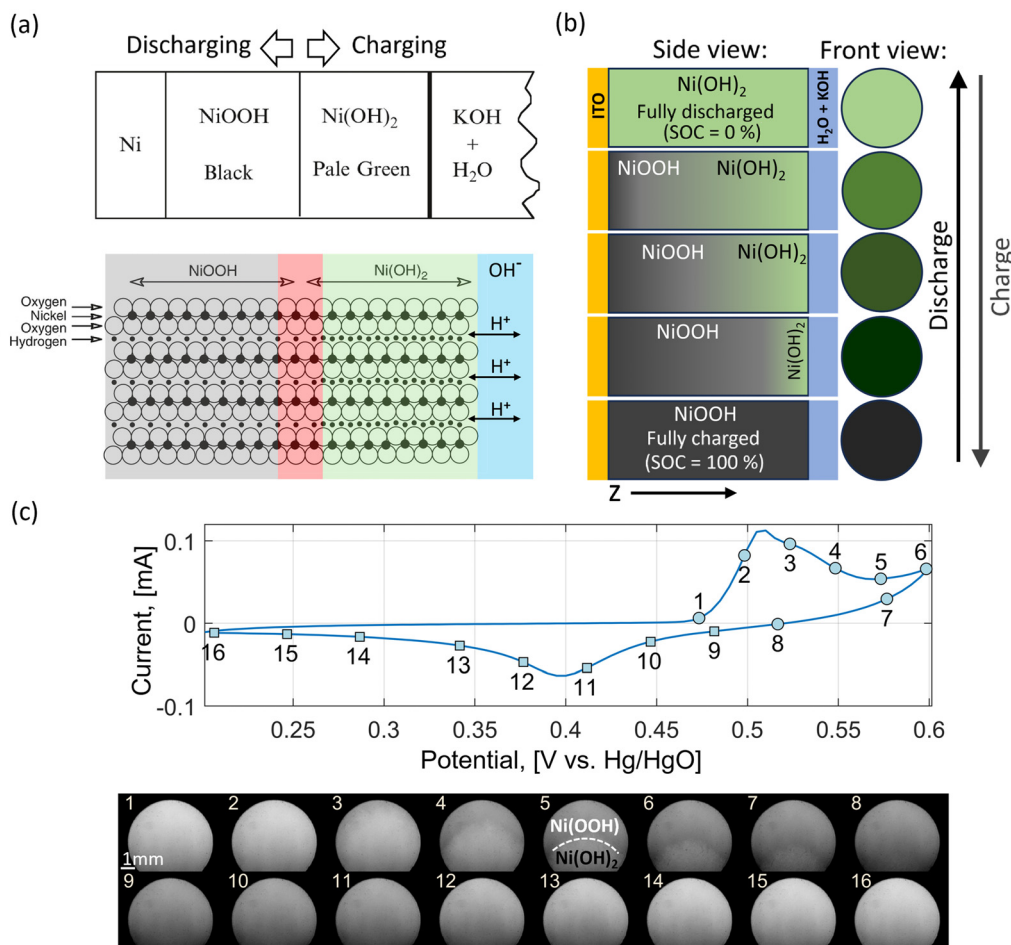 (a)
Discharging Charging
Ni
NiOOH
Black
Ni(OH)2
Pale Green
KOH
+
H2O
NiOOH
Ni(OH)2
OH-
Oxygen
Nickel
Oxygen
Hydrogen
H+
H+
H+
(b)
Side view: Front view:
ITO
Ni(OH)2
Fully discharged
(SOC = 0 %)
H2O + KOH
NiOOH Ni(OH)2
NiOOH Ni(OH)2
NiOOH Ni(OH)2
NiOOH
Fully charged
(SOC = 100 %)
Z
Discharge
Charge
(c)
Current, [mA]
0.1
0
-0.1
1 2 3 4 5 6 7 8 9 10 11 12 13 14 15 16
0.25 0.3 0.35 0.4 0.45 0.5 0.55 0.6
Potential, [V vs. Hg/HgO]
1 2 3 4 5 6 7 8
1mm
Ni(OOH)
Ni(OH)2
9 10 11 12 13 14 15 16